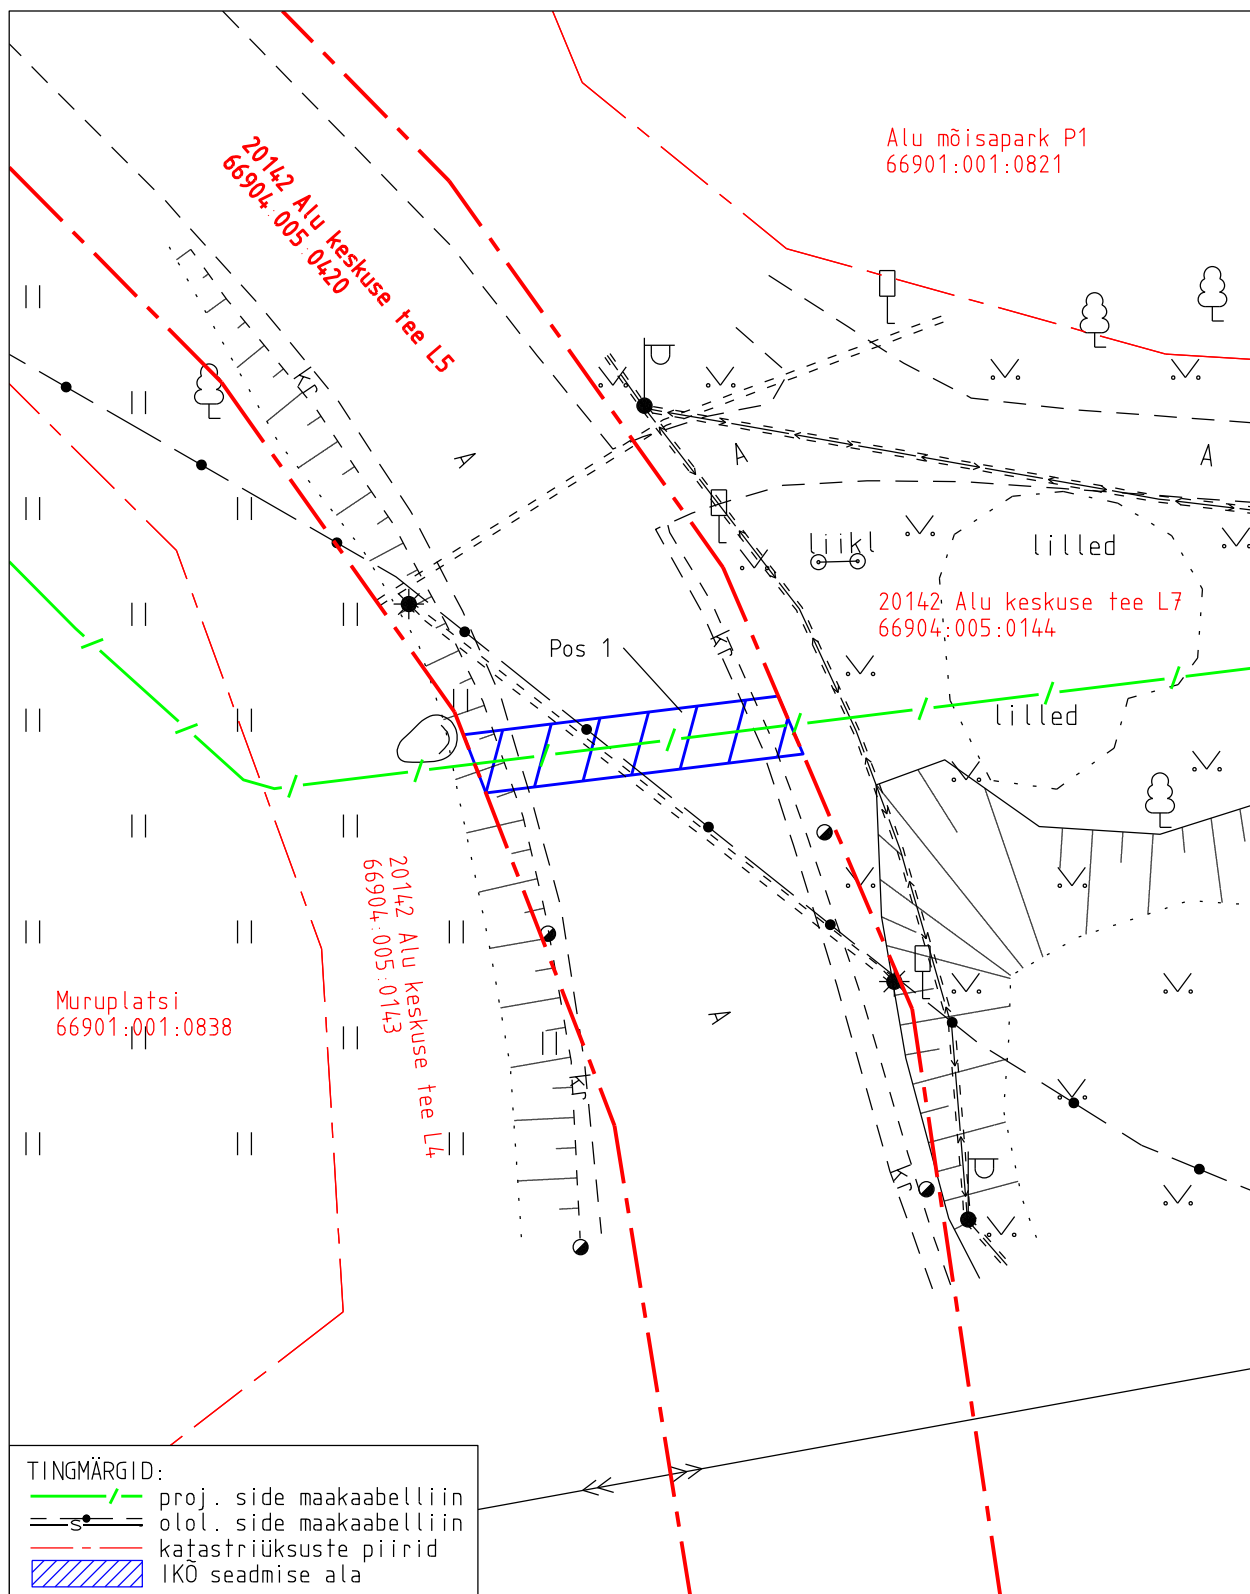 Alu mõisapark P1
66901:001:0821
20142 Alu keskuse tee L5
66904:005:0420
kr
A
A
A
liikl
lilled
20142 Alu keskuse tee L7
66904:005:0144
Pos 1
kr
kr
lilled
20142 Alu keskuse tee L4
66904:005:0143
Muruplatsi
66901:001:0838
A
kr
kr
TINGMÄRGID:
proj. side maakaabelliin
s
olol. side maakaabelliin
katastriüksuste piirid
IKÕ seadmise ala